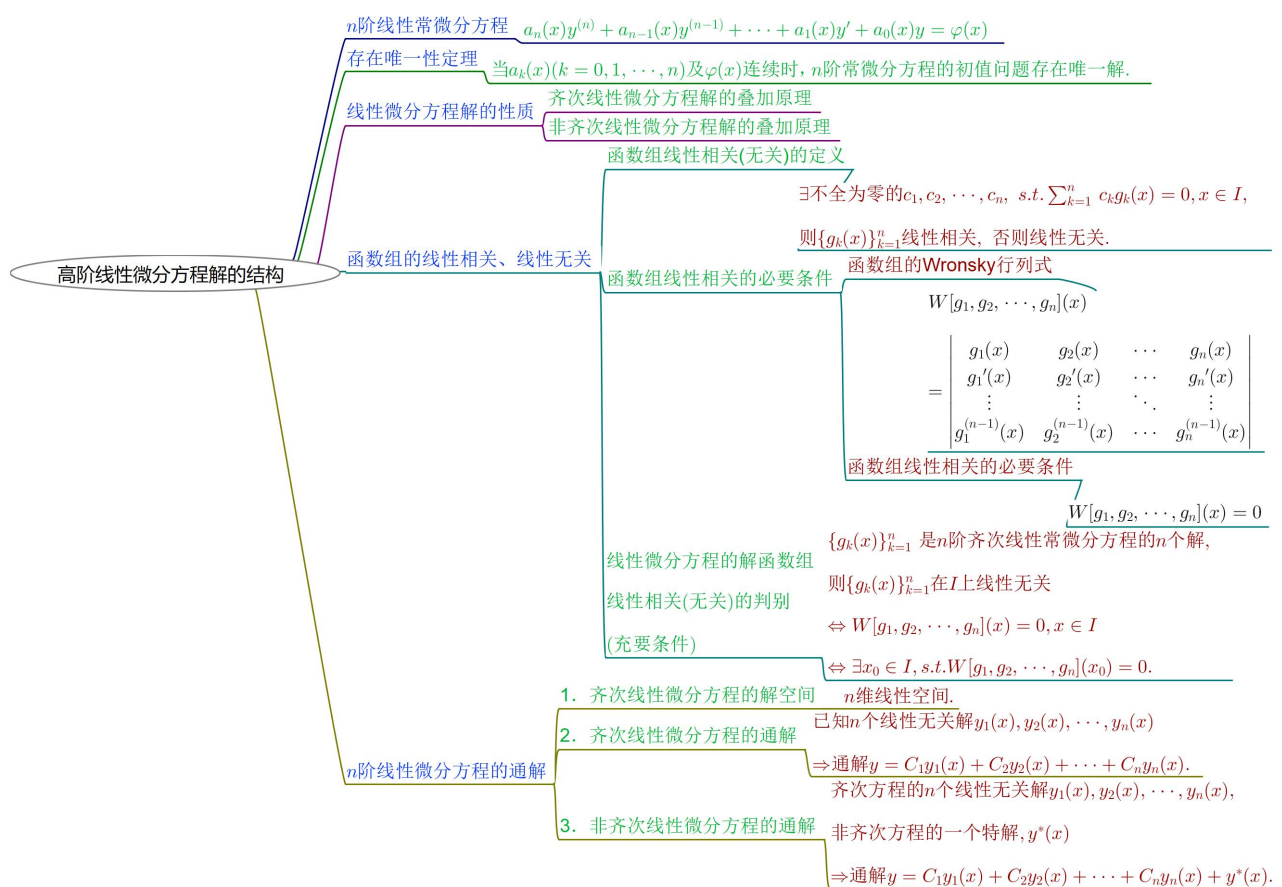 高阶线性微分方程解的结构
n阶线性常微分方程
a_n(x)y^{(n)} + a_{n-1}(x)y^{(n-1)} + ··· + a_1(x)y′ + a_0(x)y = φ(x)
存在唯一性定理
当a_k(x)(k = 0, 1, ···, n)及φ(x)连续时, n阶常微分方程的初值问题存在唯一解.
线性微分方程解的性质
齐次线性微分方程解的叠加原理
非齐次线性微分方程解的叠加原理
函数组的线性相关、线性无关
函数组线性相关(无关)的定义
∃不全为零的c_1, c_2, ···, c_n, s.t. ∑_{k=1}^n c_k g_k(x) = 0, x ∈ I,
则{g_k(x)}_{k=1}^n线性相关, 否则线性无关.
函数组线性相关的必要条件
函数组的Wronsky行列式
W[g_1, g_2, ···, g_n](x)
= | g_1(x) g_2(x) ··· g_n(x) |
| g_1′(x) g_2′(x) ··· g_n′(x) |
| ⋮ ⋮ ⋱ ⋮ |
| g_1^{(n-1)}(x) g_2^{(n-1)}(x) ··· g_n^{(n-1)}(x) |
函数组线性相关的必要条件
W[g_1, g_2, ···, g_n](x) = 0
线性微分方程的解函数组
线性相关(无关)的判别
(充要条件)
{g_k(x)}_{k=1}^n 是n阶齐次线性常微分方程的n个解,
则{g_k(x)}_{k=1}^n在I上线性无关
⇔ W[g_1, g_2, ···, g_n](x) = 0, x ∈ I
⇔ ∃x_0 ∈ I, s.t.W[g_1, g_2, ···, g_n](x_0) = 0.
n阶线性微分方程的通解
1. 齐次线性微分方程的解空间
n维线性空间.
2. 齐次线性微分方程的通解
已知n个线性无关解y_1(x), y_2(x), ···, y_n(x)
⇒通解y = C_1y_1(x) + C_2y_2(x) + ··· + C_ny_n(x).
3. 非齐次线性微分方程的通解
齐次方程的n个线性无关解y_1(x), y_2(x), ···, y_n(x),
非齐次方程的一个特解, y*(x)
⇒通解y = C_1y_1(x) + C_2y_2(x) + ··· + C_ny_n(x) + y*(x).